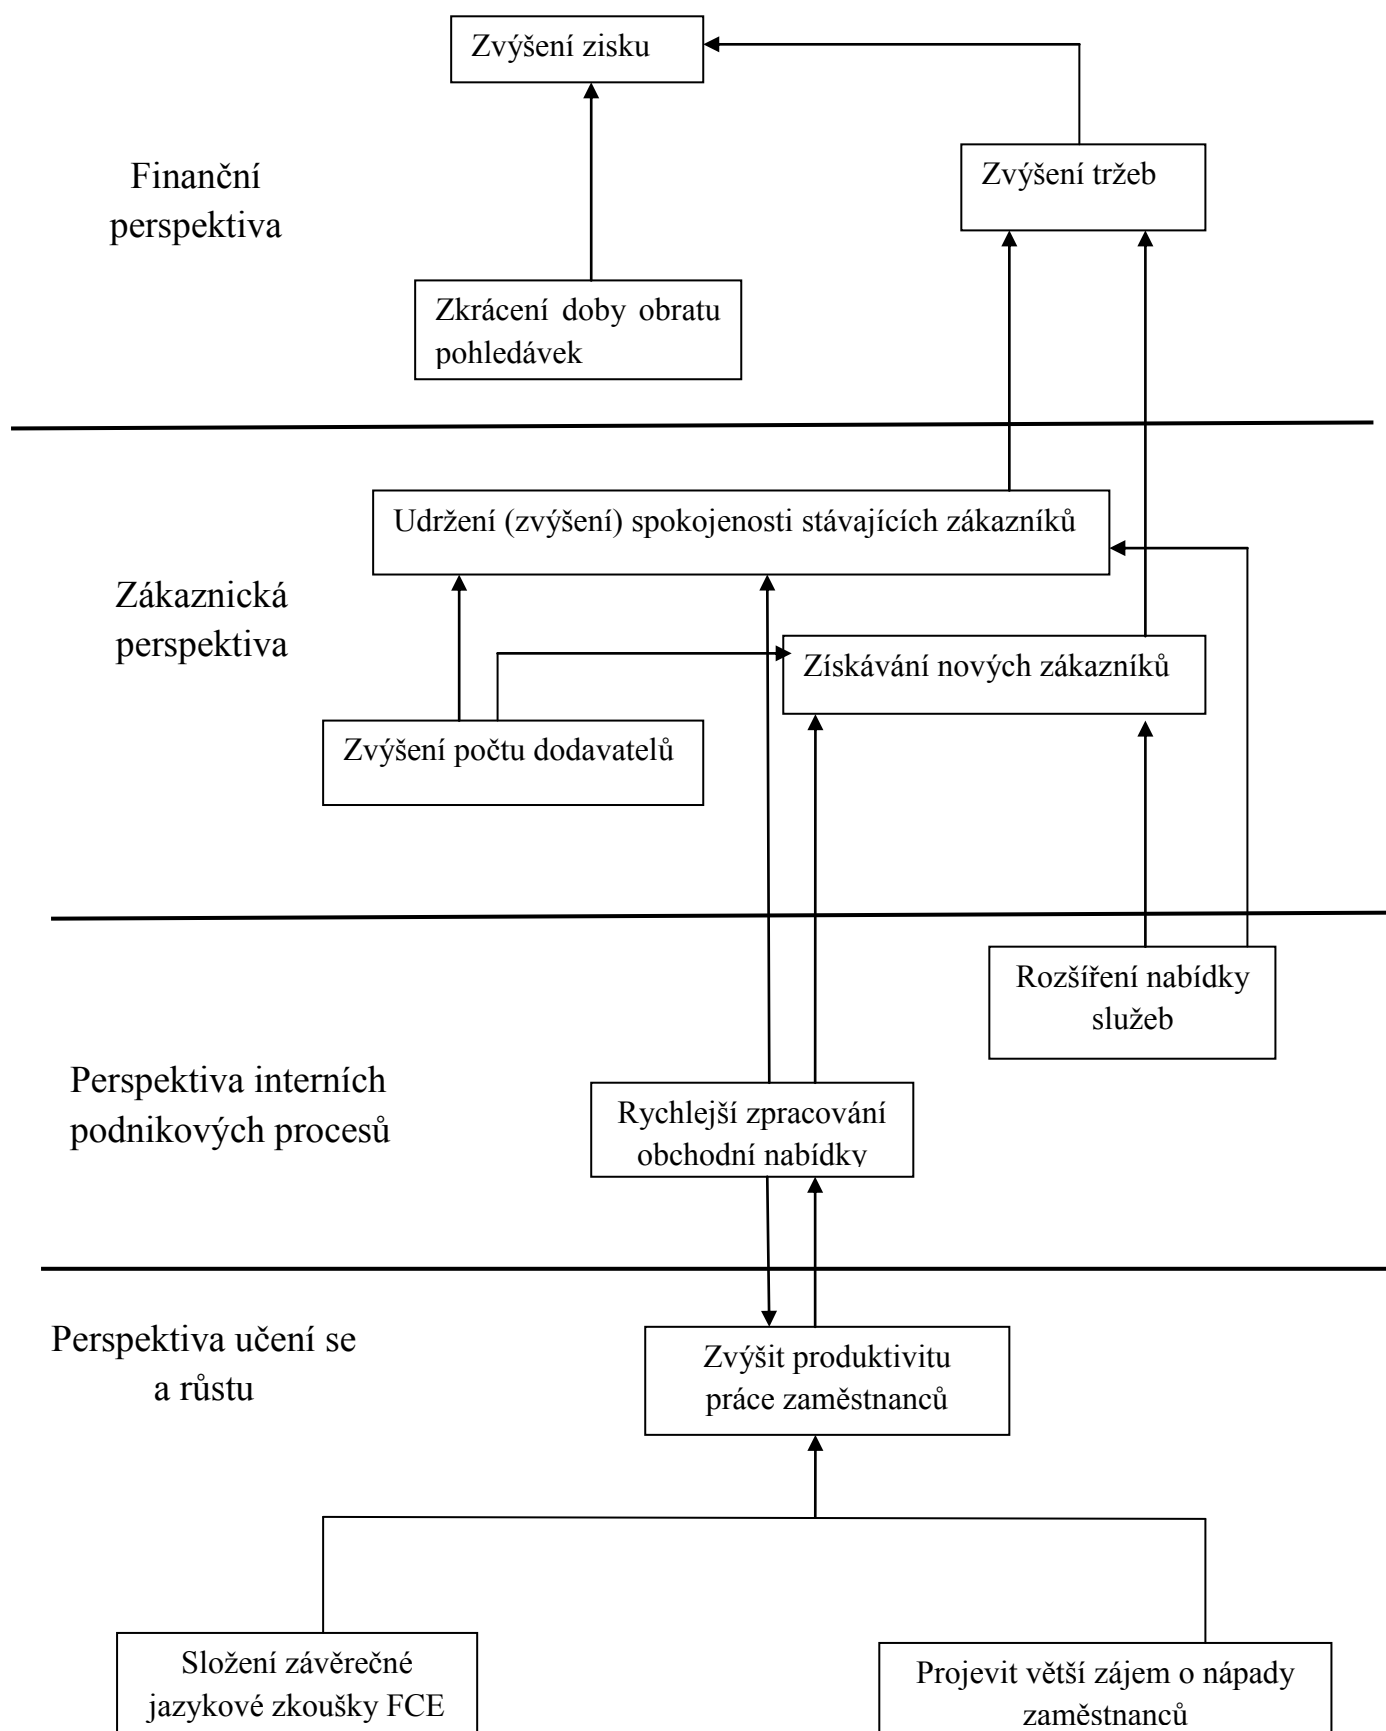 Zvýšení zisku
Zvýšení tržeb
Finanční
perspektiva
Zkrácení doby obratu
pohledávek
Udržení (zvýšení) spokojenosti stávajících zákazníků
Zákaznická
perspektiva
Získávání nových zákazníků
Zvýšení počtu dodavatelů
Rozšíření nabídky
služeb
Perspektiva interních
podnikových procesů
Rychlejší zpracování
obchodní nabídky
Perspektiva učení se
a růstu
Zvýšit produktivitu
práce zaměstnanců
Složení závěrečné
jazykové zkoušky FCE
Projevit větší zájem o nápady
zaměstnanců